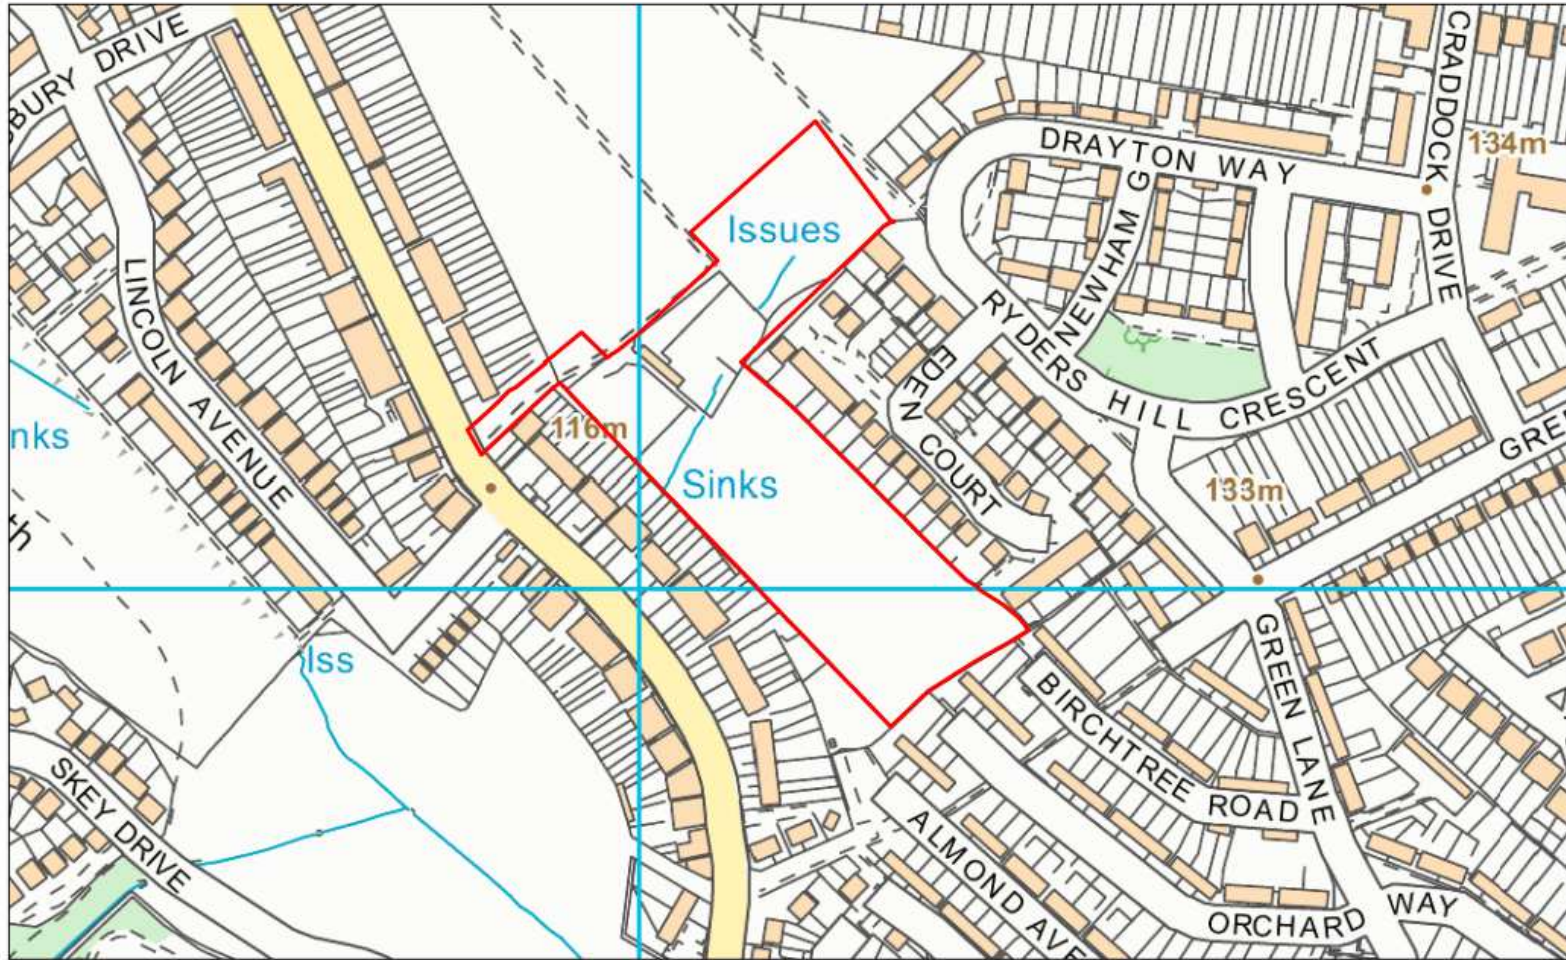 BURY DRIVE
CRADDOCK DRIVE
134m
DRAYTON WAY
Issues
NEWHAM G
LINCOLN AVENUE
RYDERS HILL CRESCENT
EDEN COURT
116m
nks
Sinks
133m
GRE
th
Iss
GREEN LANE
BIRCHTREE ROAD
SKEY DRIVE
ALMOND AVE
ORCHARD WAY